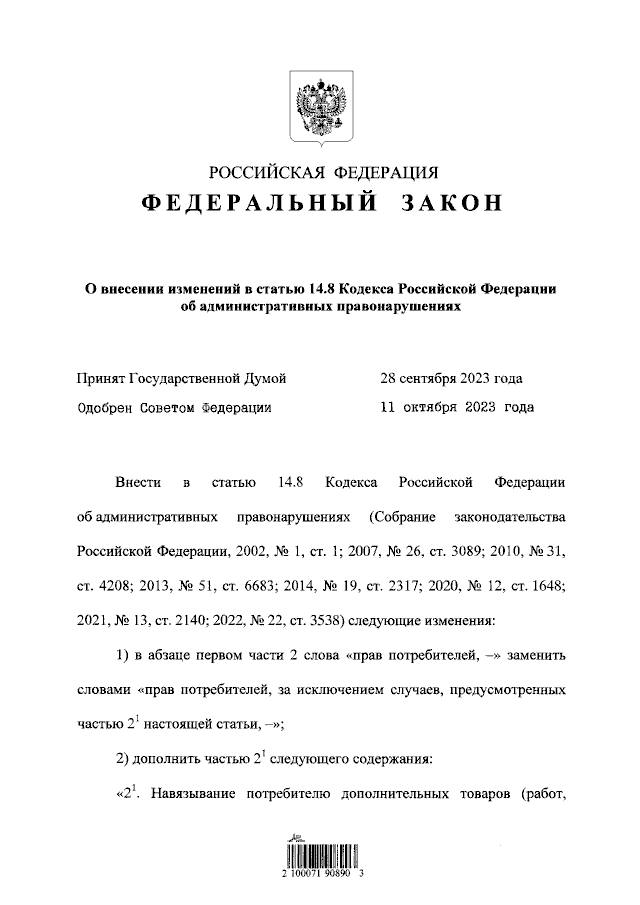 РОССИЙСКАЯ ФЕДЕРАЦИЯ
ФЕДЕРАЛЬНЫЙ ЗАКОН
О внесении изменений в статью 14.8 Кодекса Российской Федерации
об административных правонарушениях
Принят Государственной Думой 28 сентября 2023 года
Одобрен Советом Федерации 11 октября 2023 года
Внести в статью 14.8 Кодекса Российской Федерации
об административных правонарушениях (Собрание законодательства
Российской Федерации, 2002, № 1, ст. 1; 2007, № 26, ст. 3089; 2010, № 31,
ст. 4208; 2013, № 51, ст. 6683; 2014, № 19, ст. 2317; 2020, № 12, ст. 1648;
2021, № 13, ст. 2140; 2022, № 22, ст. 3538) следующие изменения:
1) в абзаце первом части 2 слова «прав потребителей, –» заменить
словами «прав потребителей, за исключением случаев, предусмотренных
частью 2¹ настоящей статьи, –»;
2) дополнить частью 2¹ следующего содержания:
«2¹. Навязывание потребителю дополнительных товаров (работ,
2 100071 90890 3